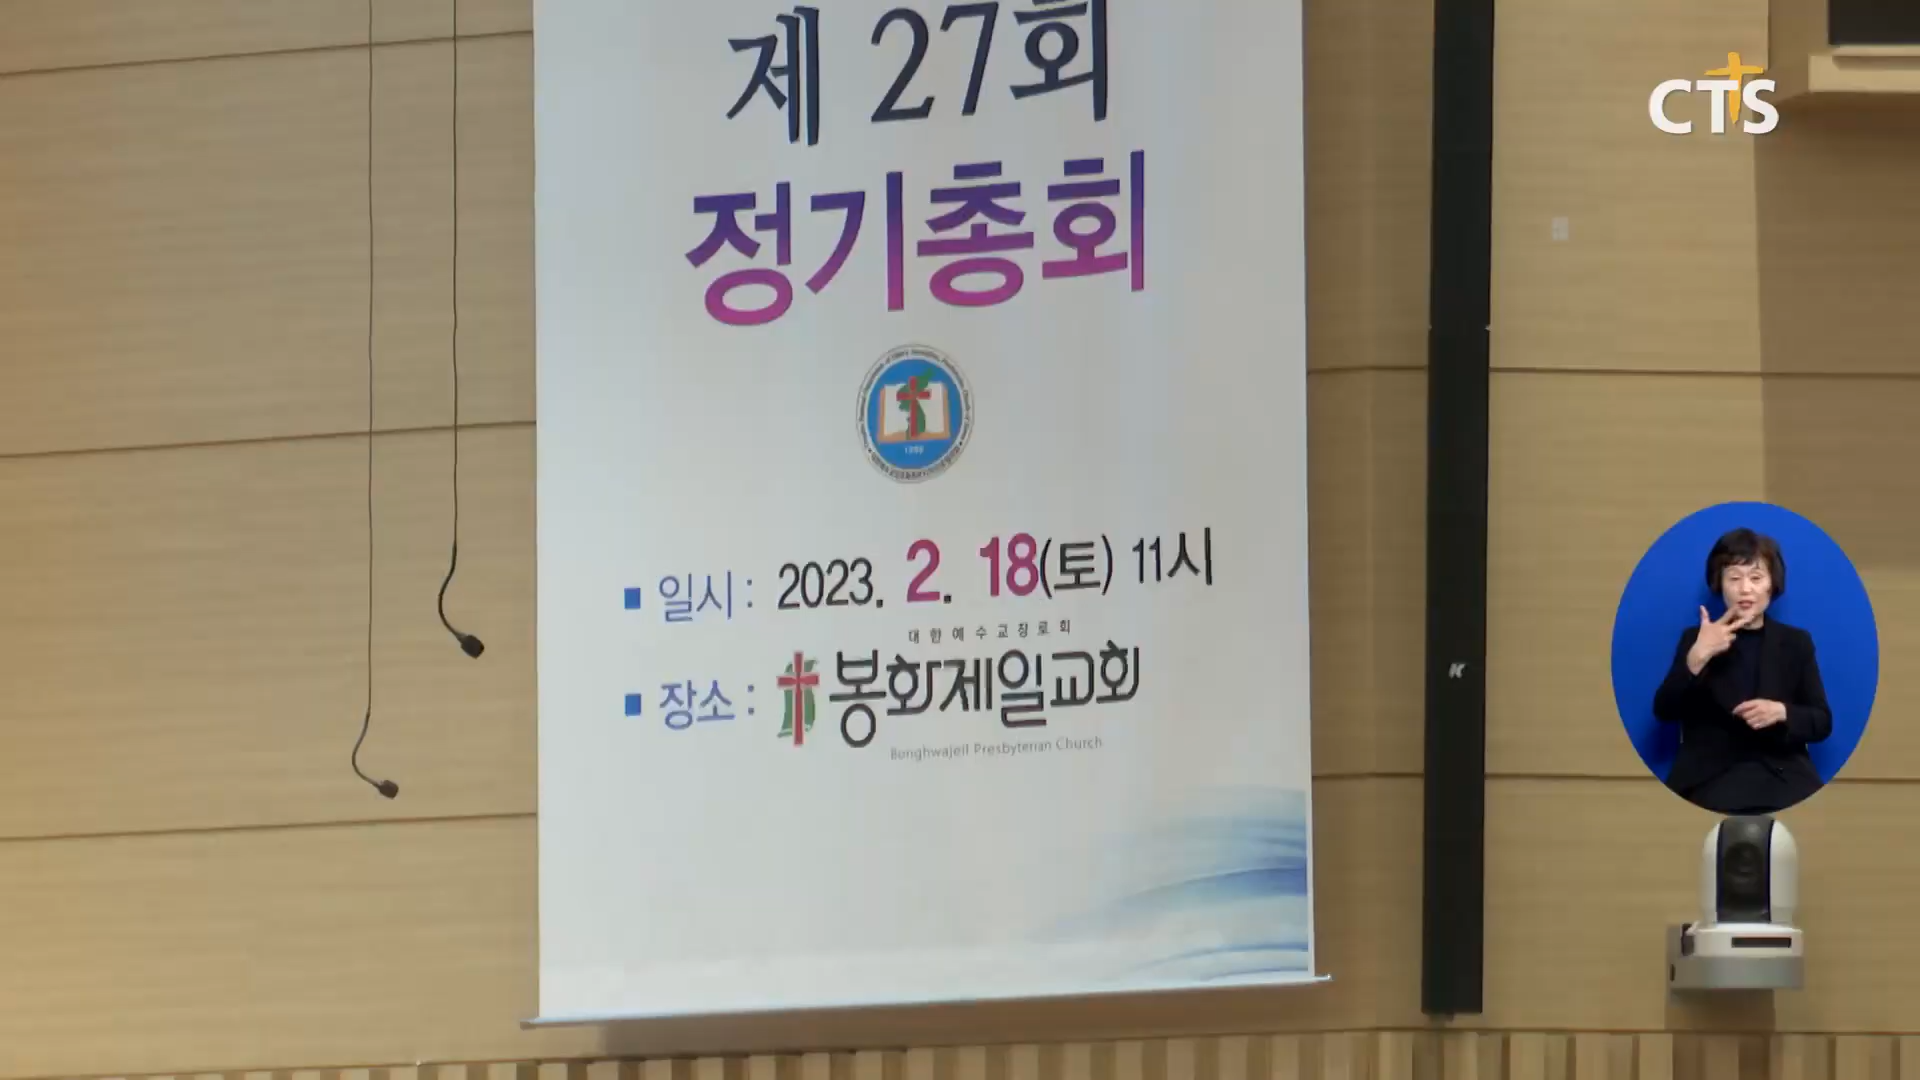 제 27회
CTS
정기총회
■ 일시 : 2023. 2. 18(토) 11시
대한예수교장로회
■ 장소 : 봉화제일교회
Bonghwajeil Presbyterian Church
K